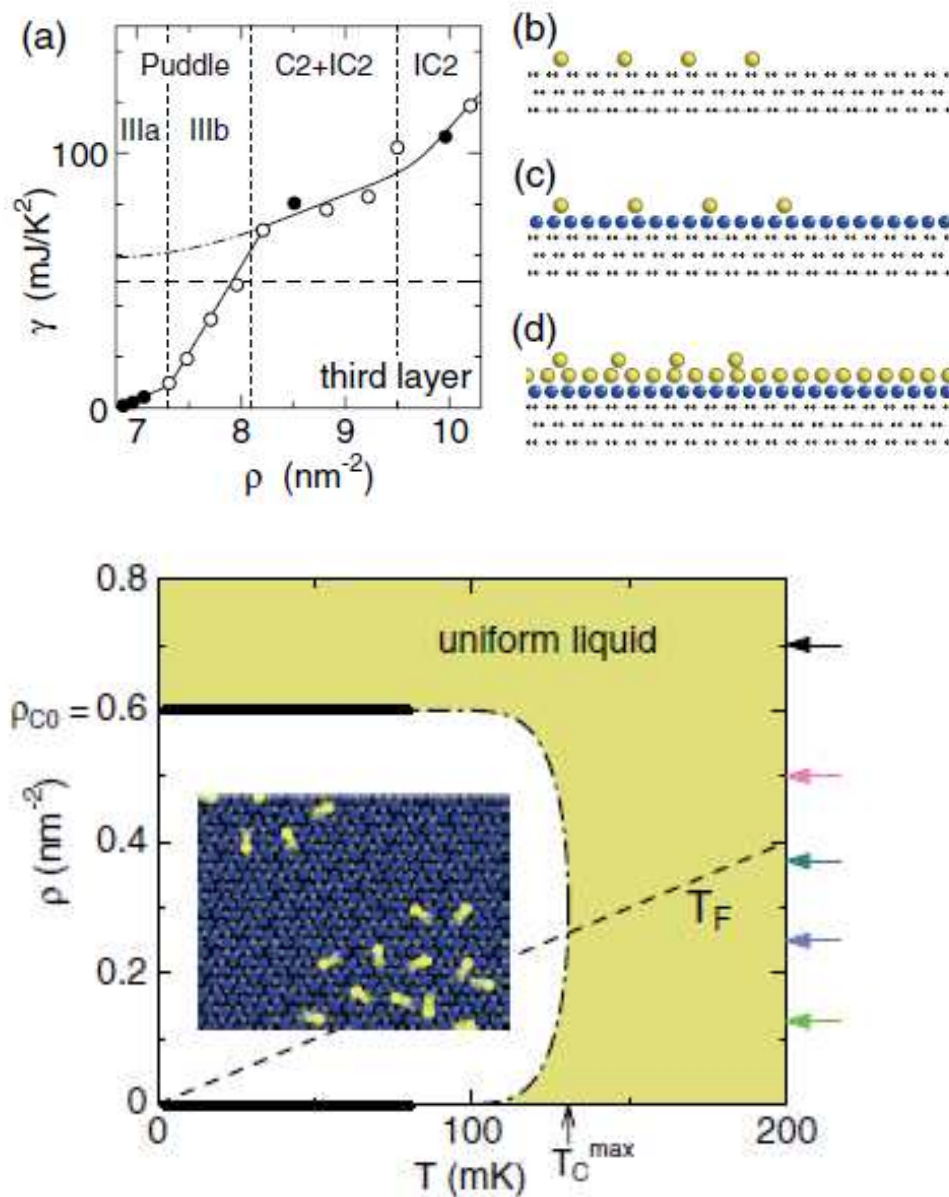 (a)
Puddle C2+IC2 IC2
IIIa IIIb
100
0
γ (mJ/K²)
third layer
7 8 9 10
ρ (nm⁻²)
(b)
(c)
(d)
0.8
uniform liquid
ρC0 = 0.6
ρ (nm⁻²)
0.4
TF
0.2
0
0 100 200
T (mK)
TC max